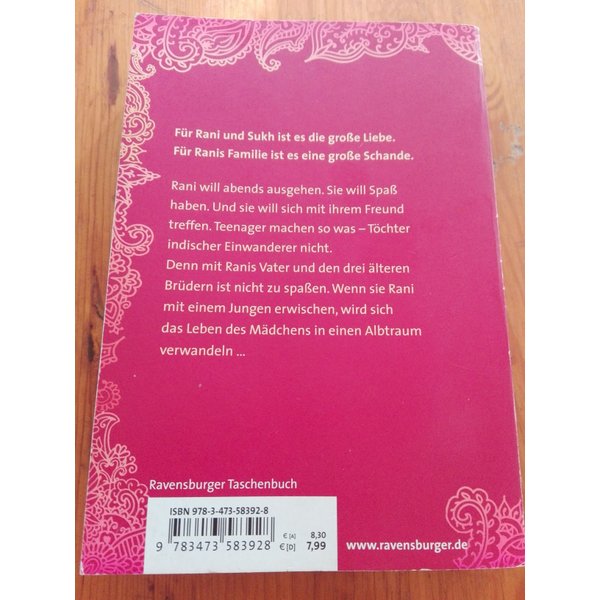 Für Rani und Sukh ist es die große Liebe.
Für Ranis Familie ist es eine große Schande.
Rani will abends ausgehen. Sie will Spaß
haben. Und sie will sich mit ihrem Freund
treffen. Teenager machen so was – Töchter
indischer Einwanderer nicht.
Denn mit Ranis Vater und den drei älteren
Brüdern ist nicht zu spaßen. Wenn sie Rani
mit einem Jungen erwischen, wird sich
das Leben des Mädchens in einen Albtraum
verwandeln ...
Ravensburger Taschenbuch
ISBN 978-3-473-58392-8
€ [A] 8,30
€ [D] 7,99
9 783473 583928
www.ravensburger.de